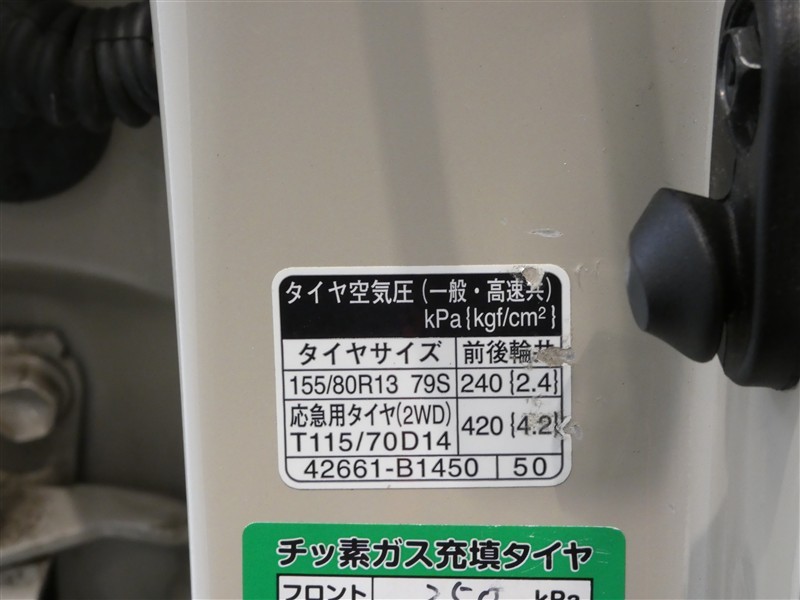 タイヤ空気圧(一般・高速共)
kPa{kgf/cm²}
タイヤサイズ 前後輪共
155/80R13 79S 240{2.4}
応急用タイヤ(2WD)
T115/70D14 420{4.2}
42661-B1450 50
チッ素ガス充填タイヤ
フロント 250 kPa